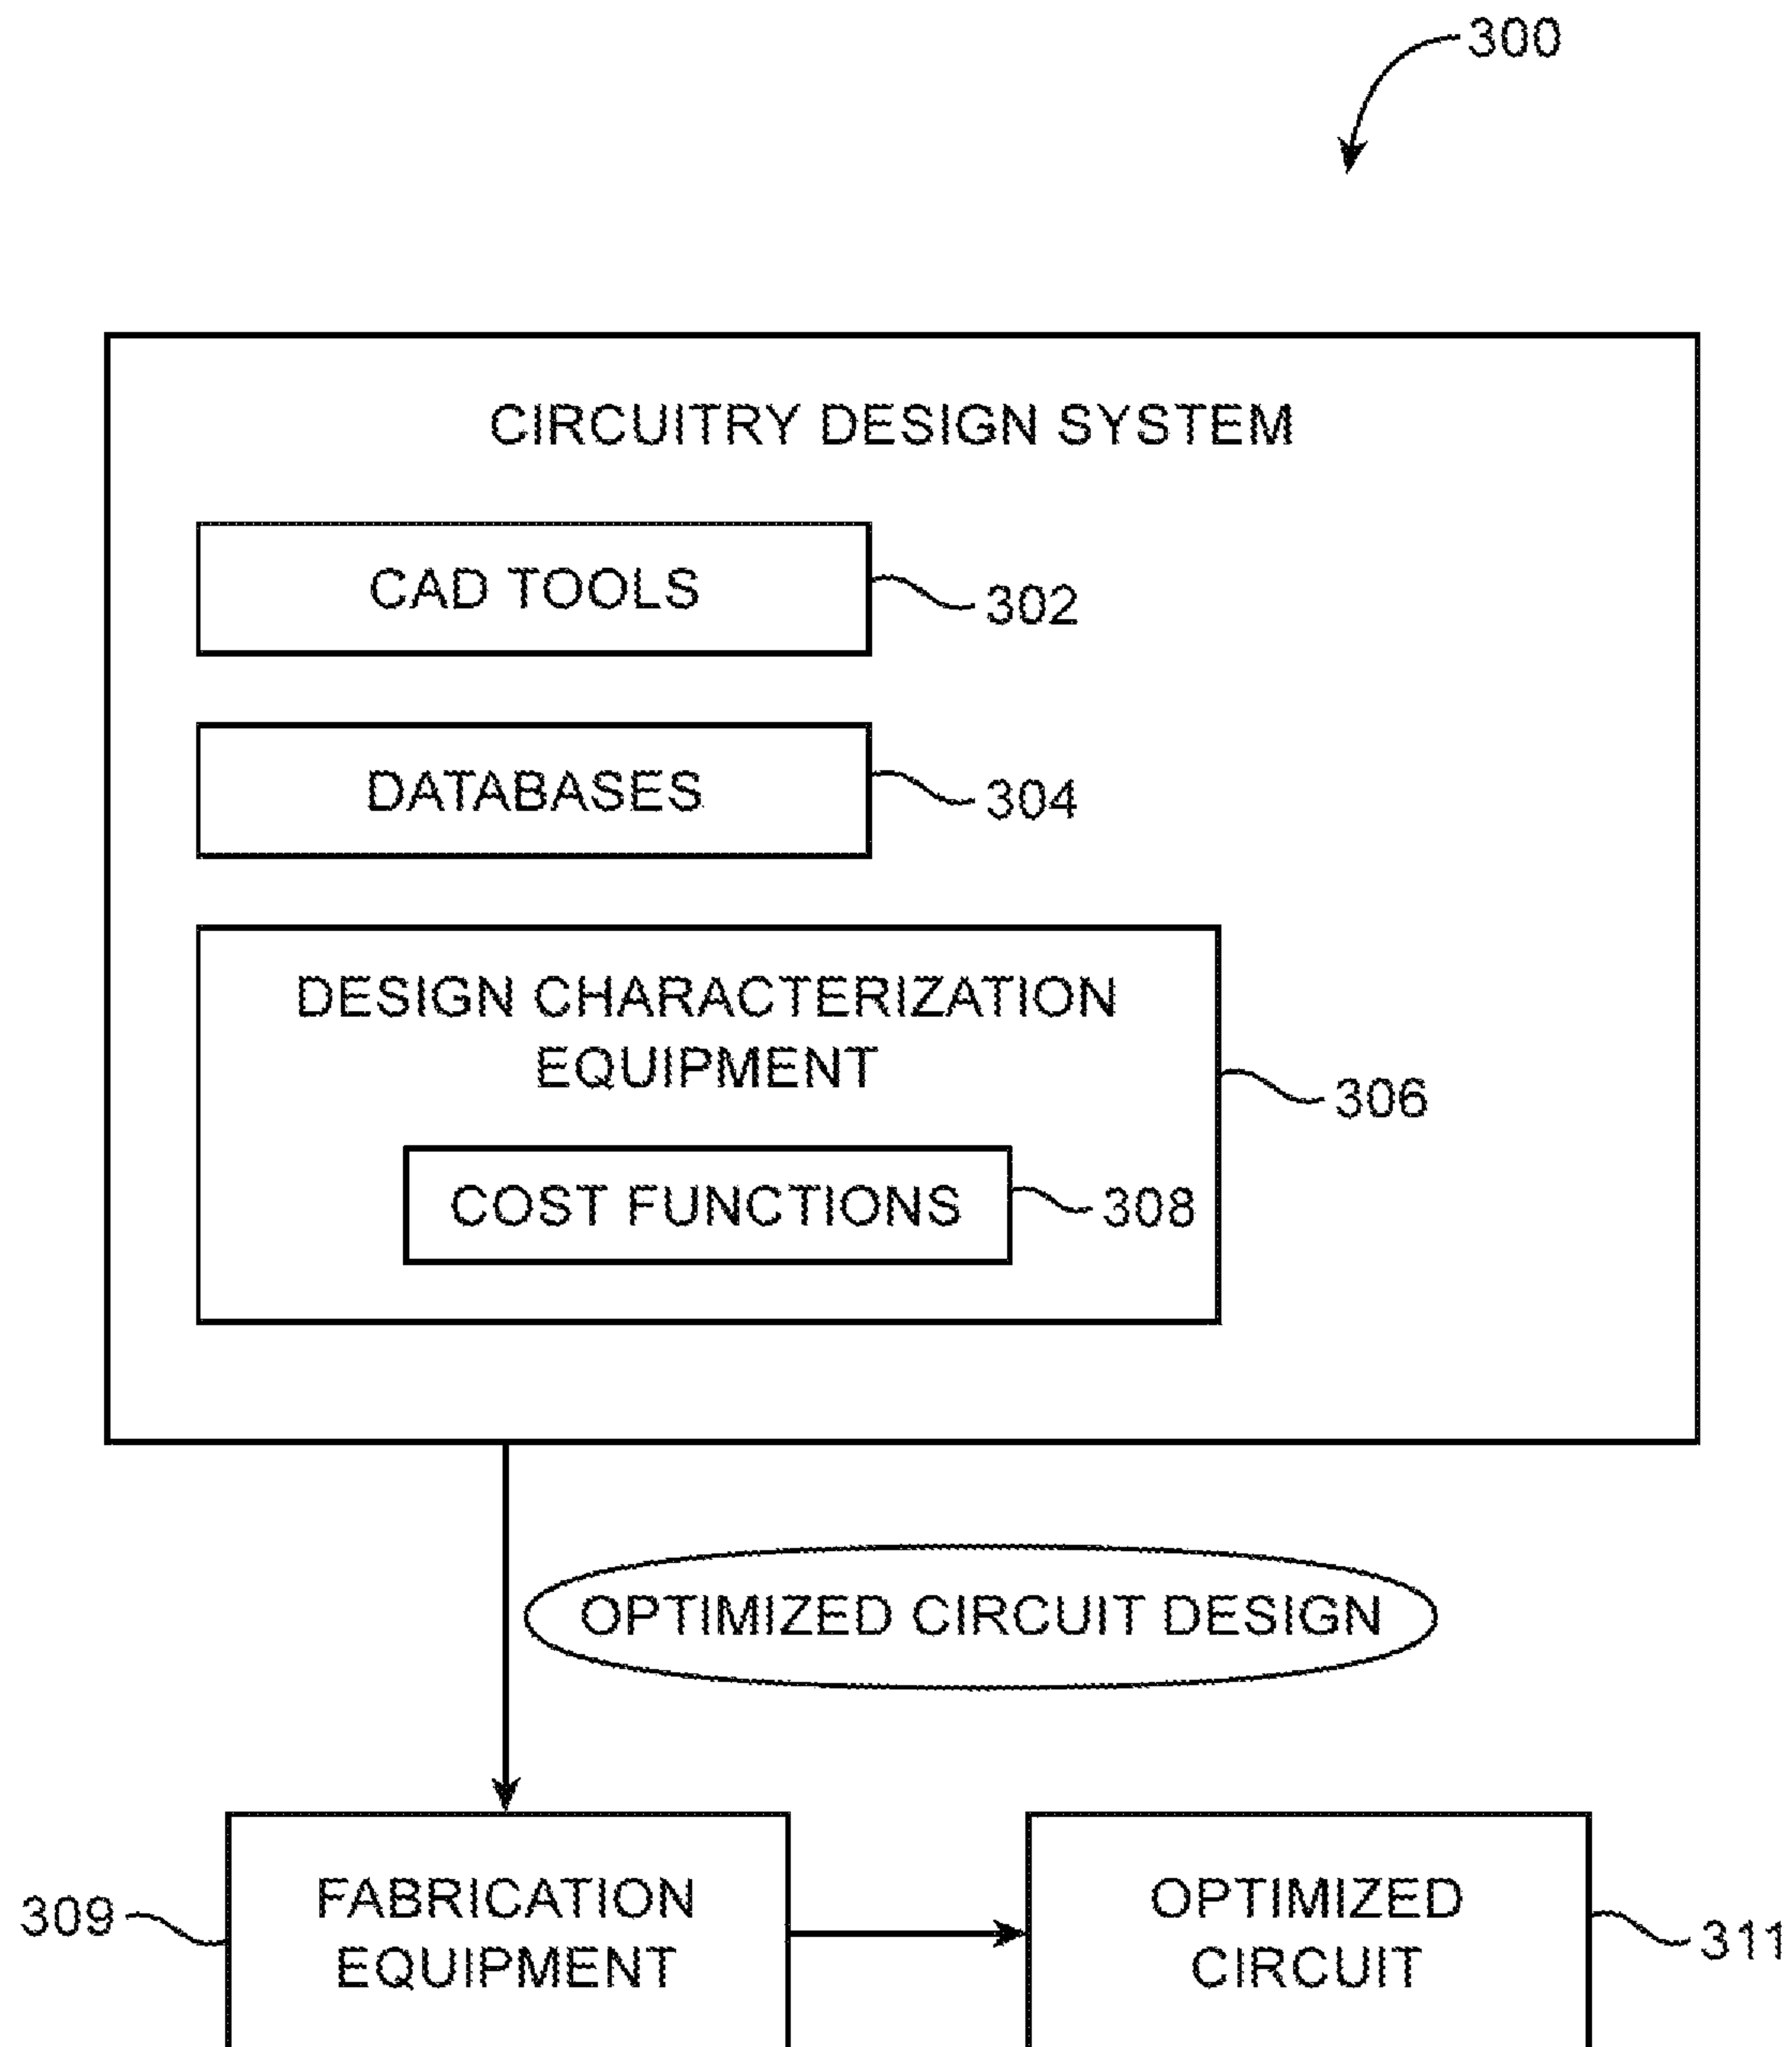 300
CIRCUITRY DESIGN SYSTEM
CAD TOOLS
302
DATABASES
304
DESIGN CHARACTERIZATION
EQUIPMENT
306
COST FUNCTIONS
308
OPTIMIZED CIRCUIT DESIGN
309
FABRICATION
EQUIPMENT
OPTIMIZED
CIRCUIT
311